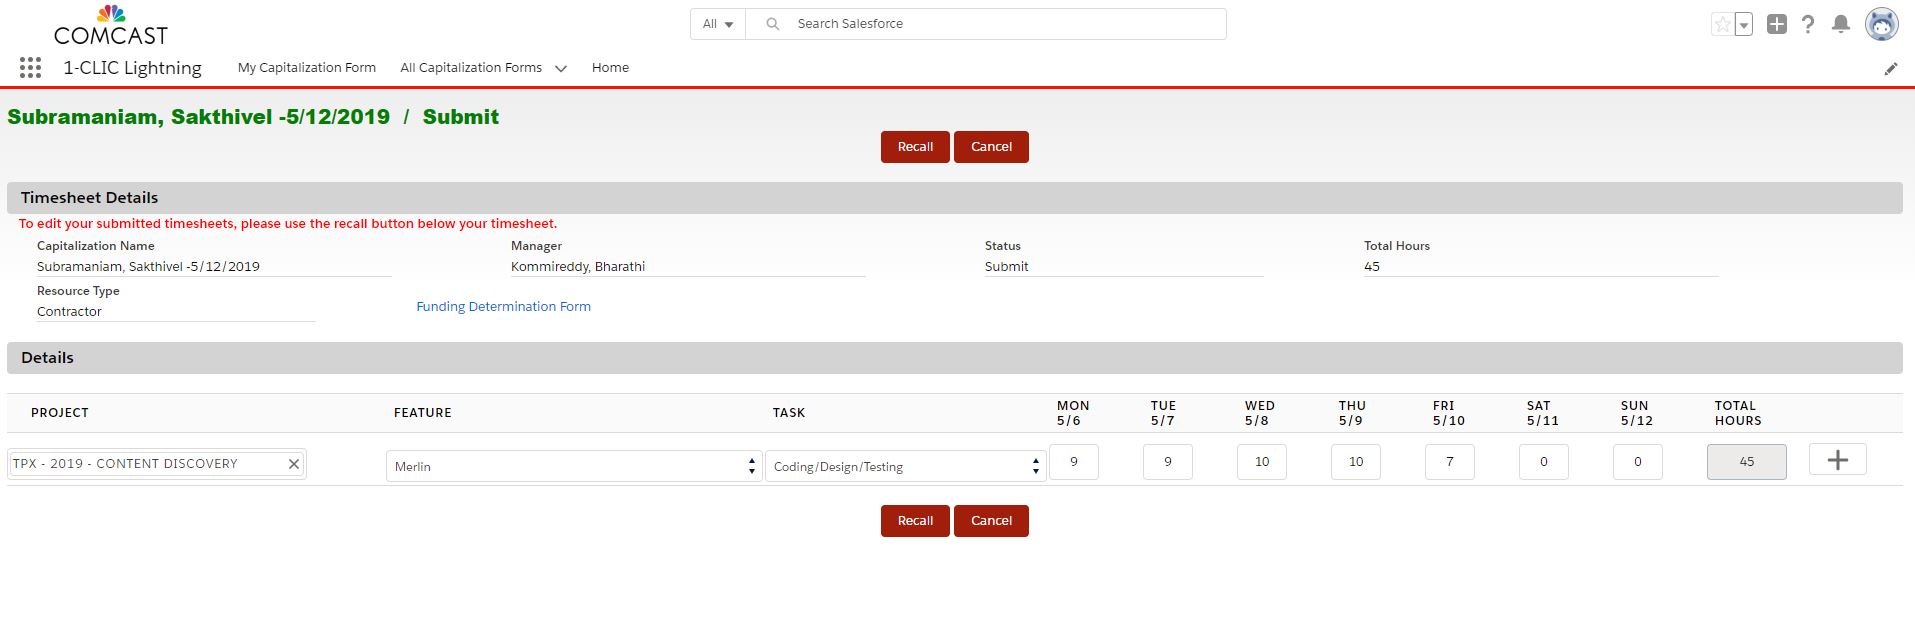 COMCAST
All
Search Salesforce
1-CLIC Lightning
My Capitalization Form
All Capitalization Forms
Home
Subramaniam, Sakthivel -5/12/2019 / Submit
Recall Cancel
Timesheet Details
To edit your submitted timesheets, please use the recall button below your timesheet.
Capitalization Name Manager Status Total Hours
Subramaniam, Sakthivel -5/12/2019 Kommireddy, Bharathi Submit 45
Resource Type
Contractor
Funding Determination Form
Details
PROJECT FEATURE TASK MON 5/6 TUE 5/7 WED 5/8 THU 5/9 FRI 5/10 SAT 5/11 SUN 5/12 TOTAL HOURS
TPX - 2019 - CONTENT DISCOVERY Merlin Coding/Design/Testing 9 9 10 10 7 0 0 45
Recall Cancel